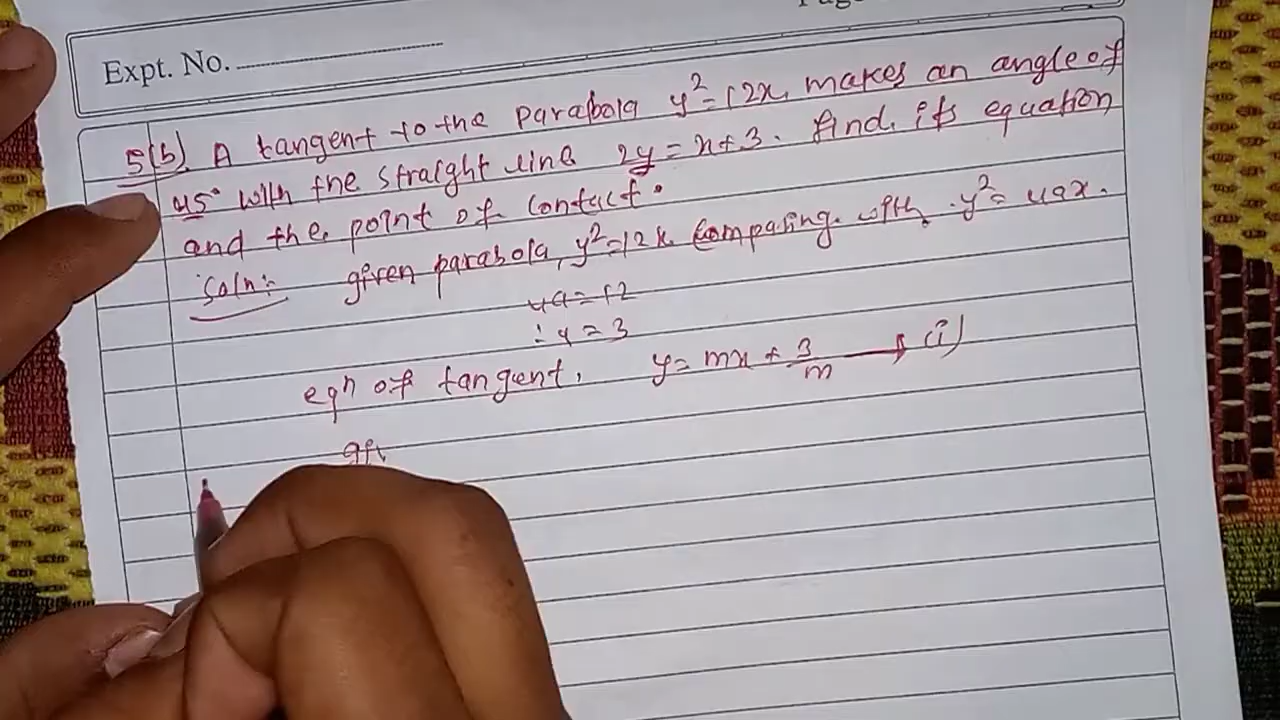 Expt. No.
5(b). A tangent to the parabola y²=12x makes an angle of
45° with the straight line 2y=x+3. find its equation
and the point of contact.
Soln:- given parabola, y²=12x. Comparing with y²=4ax.
4a=12
∴ a = 3
eqn of tangent, y= mx + 3/m → (i)